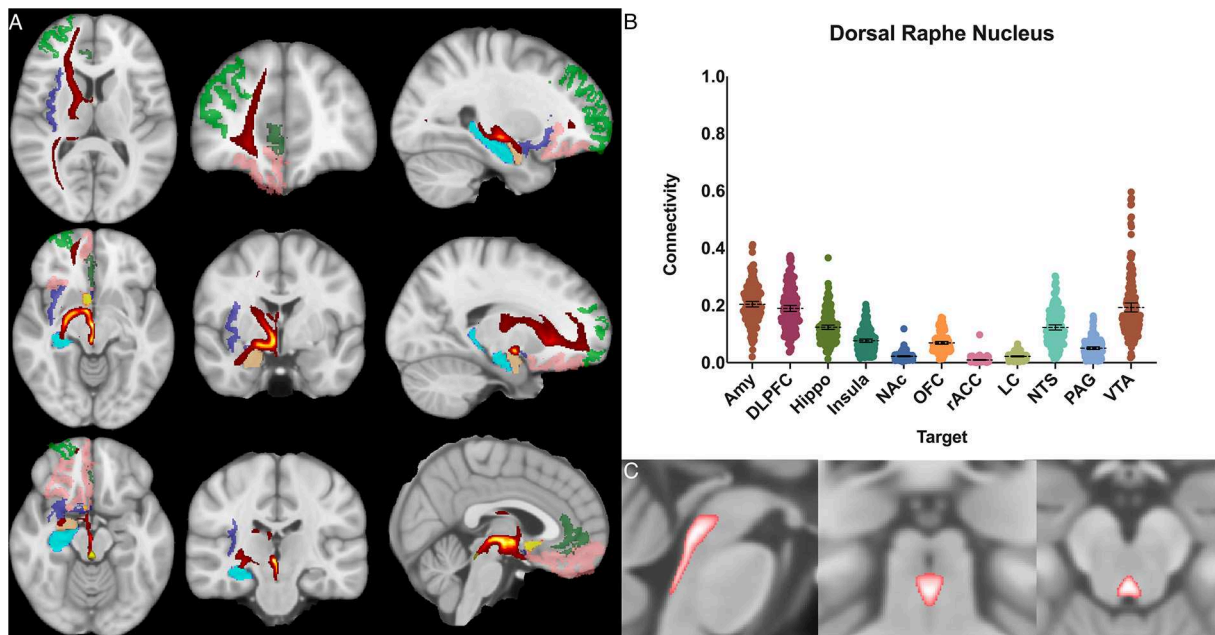 A
B
Dorsal Raphe Nucleus
1.0
0.8
0.6
0.4
0.2
0.0
Connectivity
Amy
DLPFC
Hippo
Insula
NAc
OFC
rACC
LC
NTS
PAG
VTA
Target
C